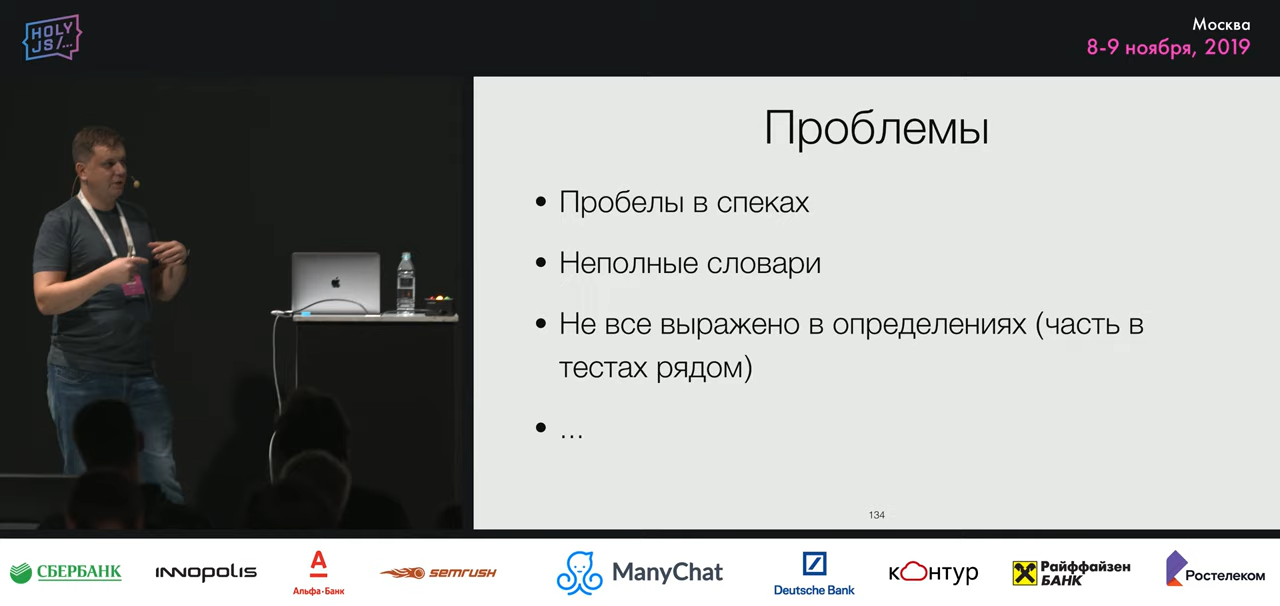 HOLY
JS/...
Москва
8-9 ноября, 2019
Проблемы
• Пробелы в спеках
• Неполные словари
• Не все выражено в определениях (часть в
тестах рядом)
• ...
134
СБЕРБАНК
INNOPOLIS
А
Альфа·Банк
semrush
ManyChat
Deutsche Bank
контур
Райффайзен
БАНК
Ростелеком